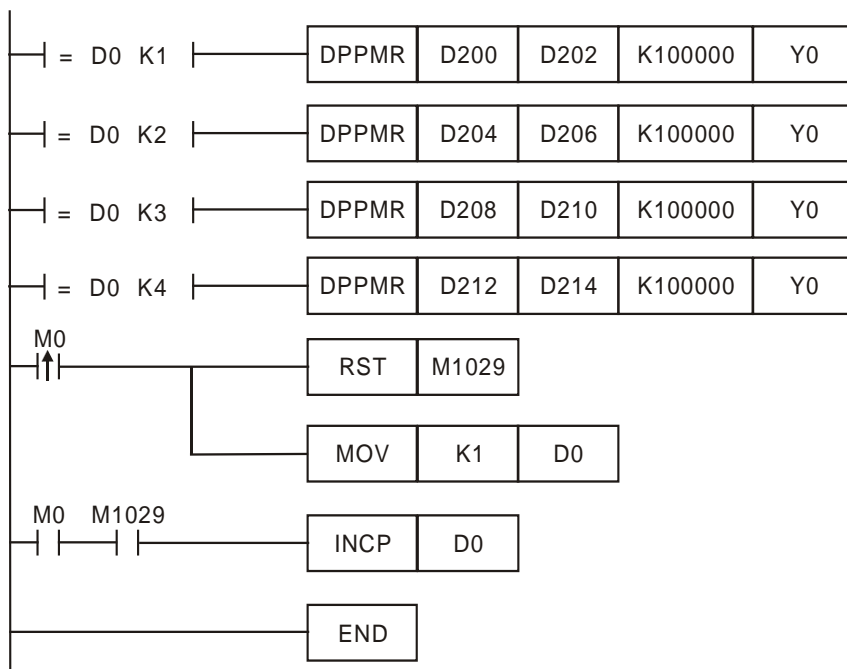 = D0 K1 DPPMR D200 D202 K100000 Y0
= D0 K2 DPPMR D204 D206 K100000 Y0
= D0 K3 DPPMR D208 D210 K100000 Y0
= D0 K4 DPPMR D212 D214 K100000 Y0
M0
RST M1029
MOV K1 D0
M0 M1029
INCP D0
END